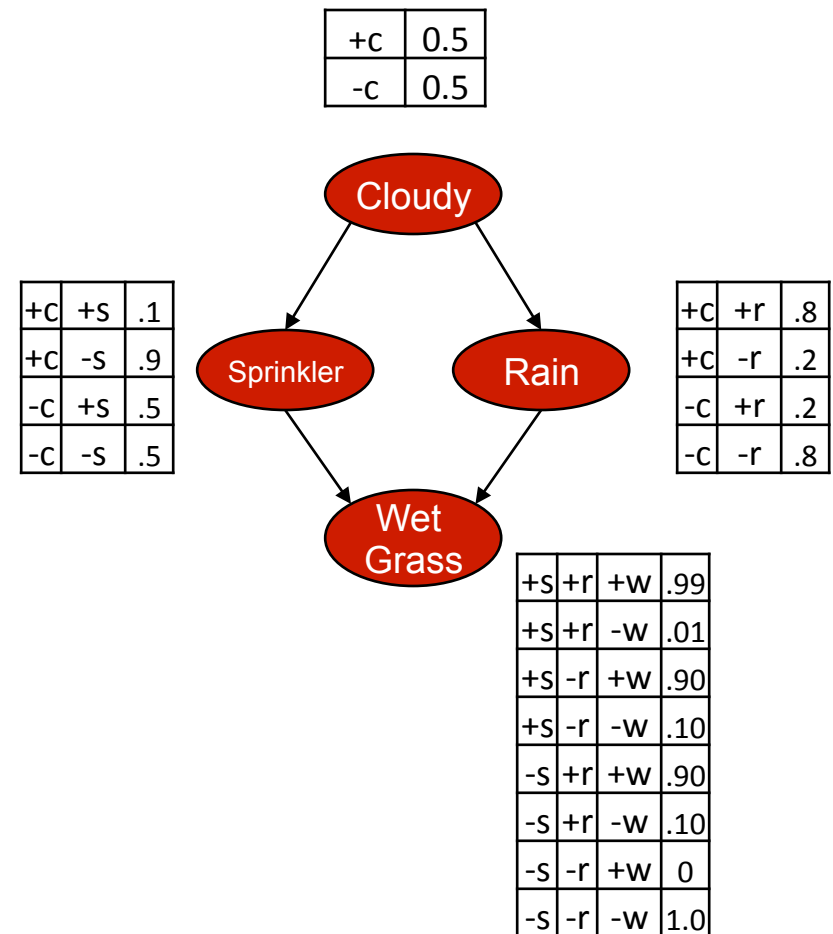 +c 0.5
-c 0.5
Cloudy
+c +s .1
+c -s .9
-c +s .5
-c -s .5
Sprinkler
Rain
+c +r .8
+c -r .2
-c +r .2
-c -r .8
Wet
Grass
+s +r +w .99
+s +r -w .01
+s -r +w .90
+s -r -w .10
-s +r +w .90
-s +r -w .10
-s -r +w 0
-s -r -w 1.0